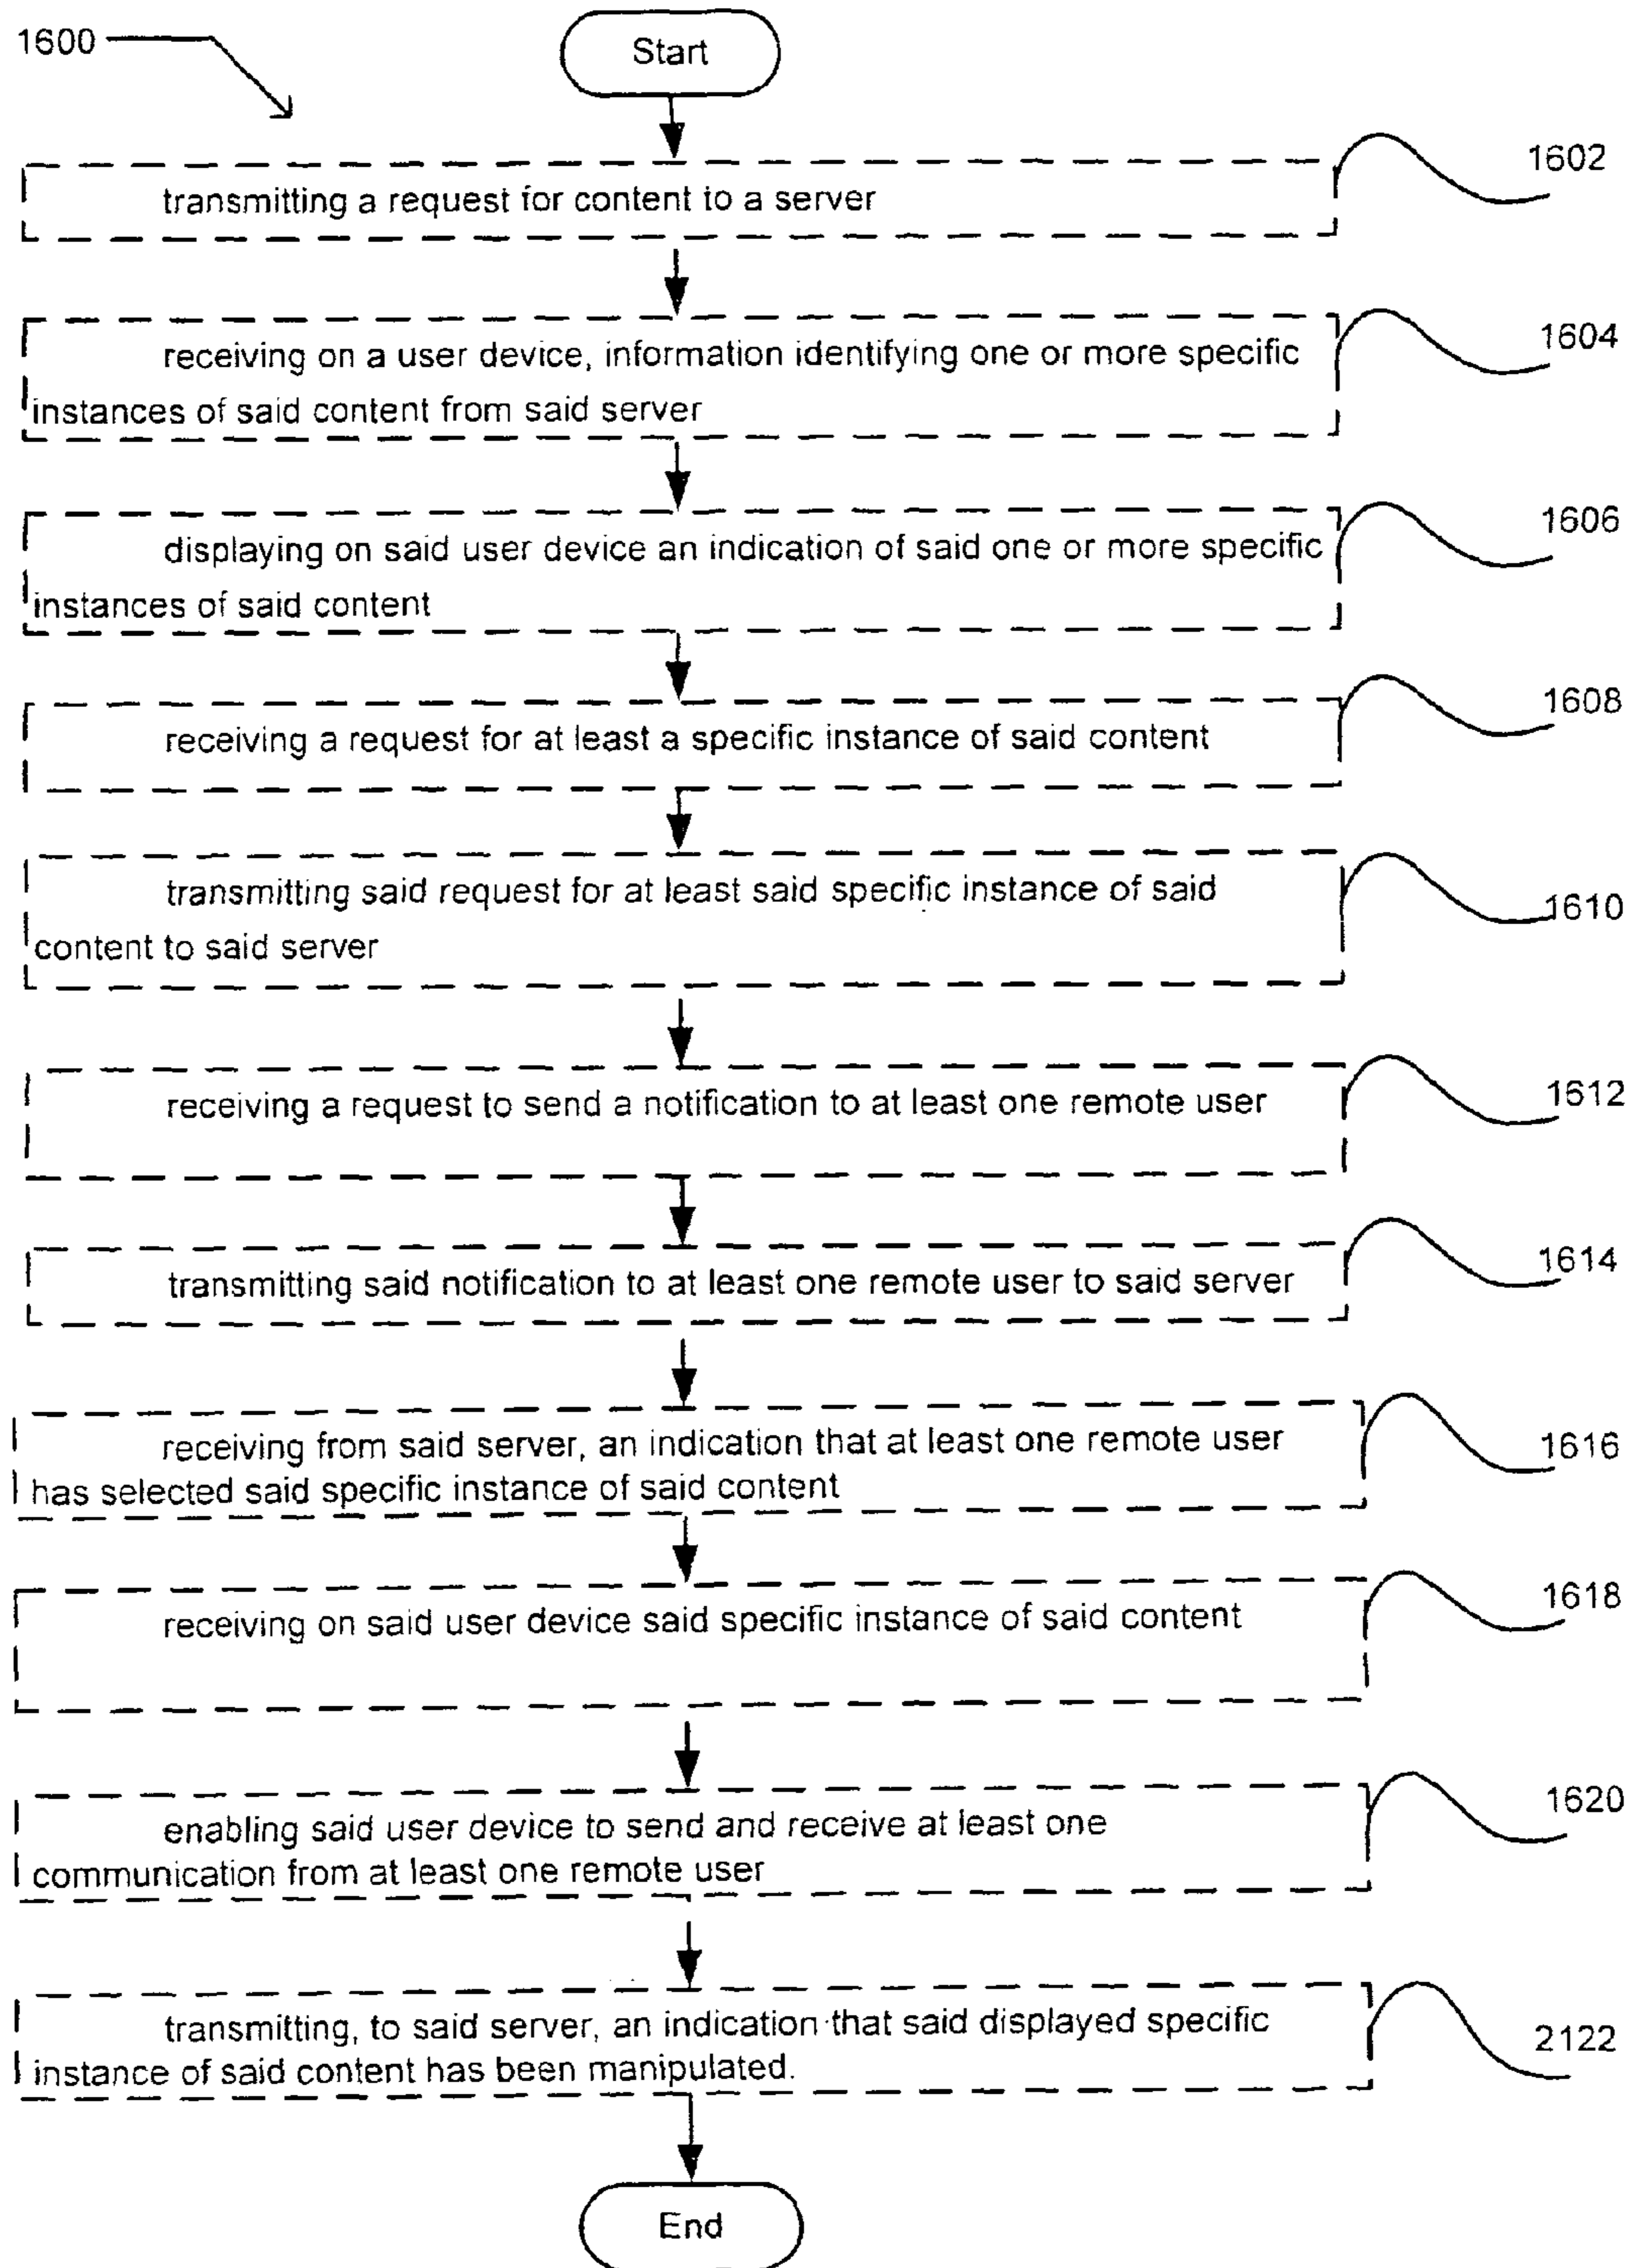 1600
Start
1602
transmitting a request for content to a server
1604
receiving on a user device, information identifying one or more specific
instances of said content from said server
1606
displaying on said user device an indication of said one or more specific
instances of said content
1608
receiving a request for at least a specific instance of said content
1610
transmitting said request for at least said specific instance of said
content to said server
1612
receiving a request to send a notification to at least one remote user
1614
transmitting said notification to at least one remote user to said server
1616
receiving from said server, an indication that at least one remote user
has selected said specific instance of said content
1618
receiving on said user device said specific instance of said content
1620
enabling said user device to send and receive at least one
communication from at least one remote user
2122
transmitting, to said server, an indication that said displayed specific
instance of said content has been manipulated.
End